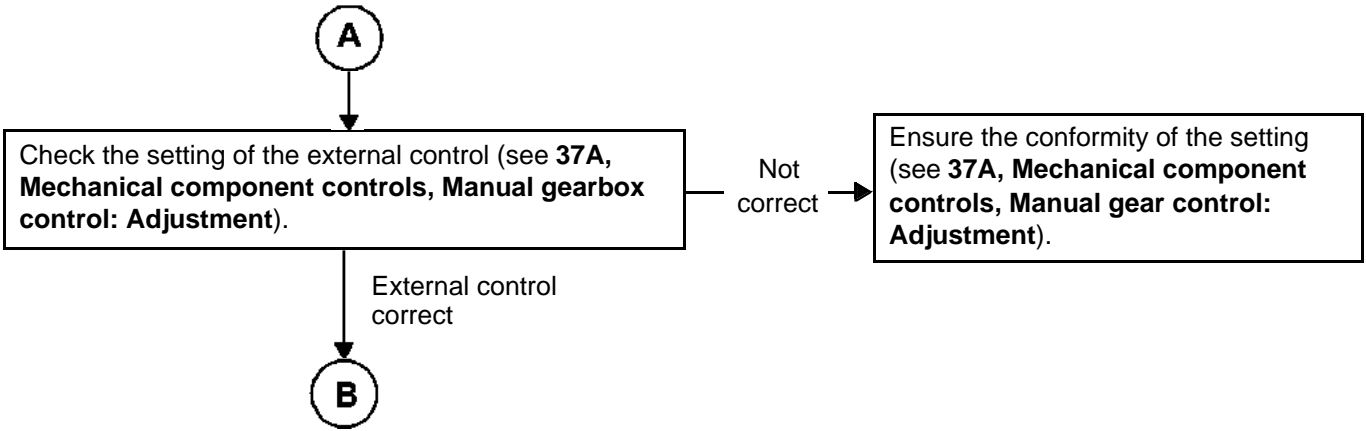 A
Check the setting of the external control (see 37A,
Mechanical component controls, Manual gearbox
control: Adjustment).
Not
correct
Ensure the conformity of the setting
(see 37A, Mechanical component
controls, Manual gear control:
Adjustment).
External control
correct
B